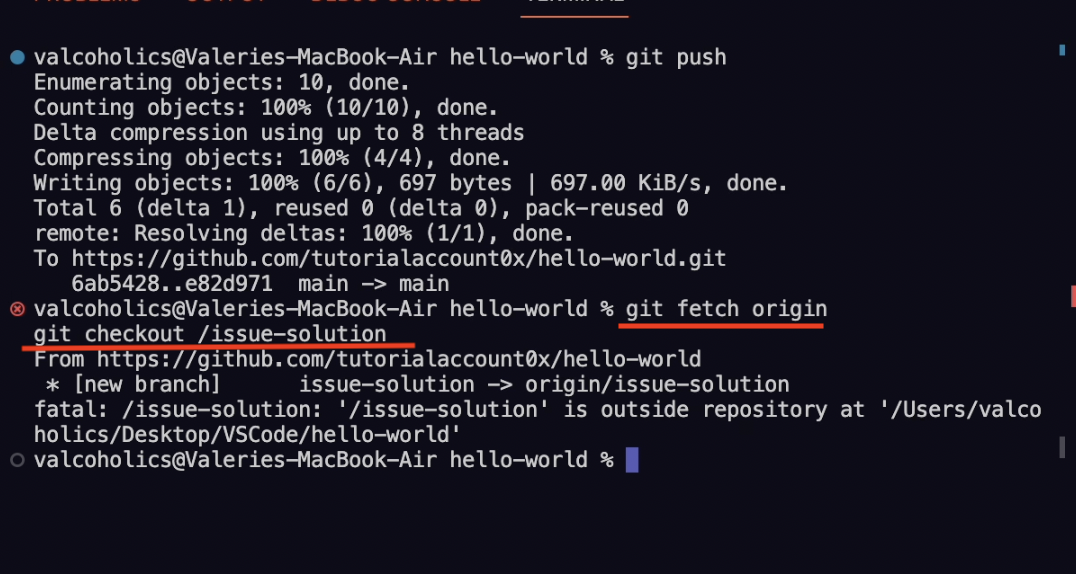 valcoholics@Valeries-MacBook-Air hello-world % git push
Enumerating objects: 10, done.
Counting objects: 100% (10/10), done.
Delta compression using up to 8 threads
Compressing objects: 100% (4/4), done.
Writing objects: 100% (6/6), 697 bytes | 697.00 KiB/s, done.
Total 6 (delta 1), reused 0 (delta 0), pack-reused 0
remote: Resolving deltas: 100% (1/1), done.
To https://github.com/tutorialaccount0x/hello-world.git
   6ab5428..e82d971  main -> main
valcoholics@Valeries-MacBook-Air hello-world % git fetch origin
git checkout /issue-solution
From https://github.com/tutorialaccount0x/hello-world
 * [new branch]      issue-solution -> origin/issue-solution
fatal: /issue-solution: '/issue-solution' is outside repository at '/Users/valco
holics/Desktop/VSCode/hello-world'
valcoholics@Valeries-MacBook-Air hello-world %